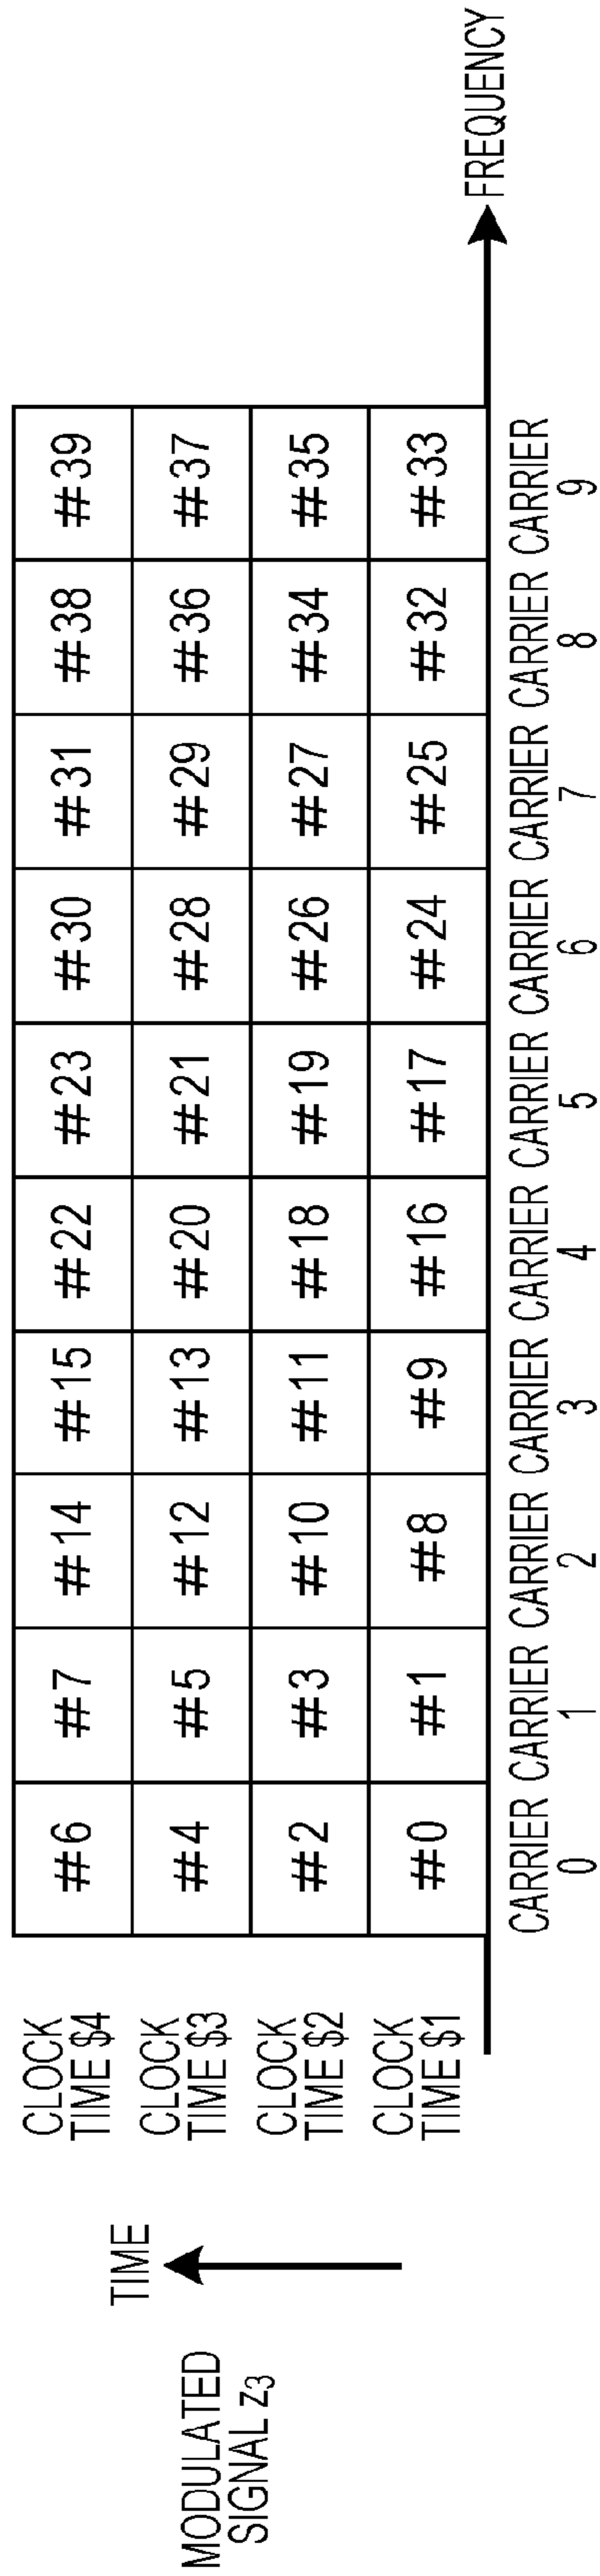 MODULATED
SIGNAL z3
TIME
CLOCK
TIME $4
#6 #7 #14 #15 #22 #23 #30 #31 #38 #39
CLOCK
TIME $3
#4 #5 #12 #13 #20 #21 #28 #29 #36 #37
CLOCK
TIME $2
#2 #3 #10 #11 #18 #19 #26 #27 #34 #35
CLOCK
TIME $1
#0 #1 #8 #9 #16 #17 #24 #25 #32 #33
FREQUENCY
CARRIER CARRIER CARRIER CARRIER CARRIER CARRIER CARRIER CARRIER CARRIER CARRIER
0 1 2 3 4 5 6 7 8 9